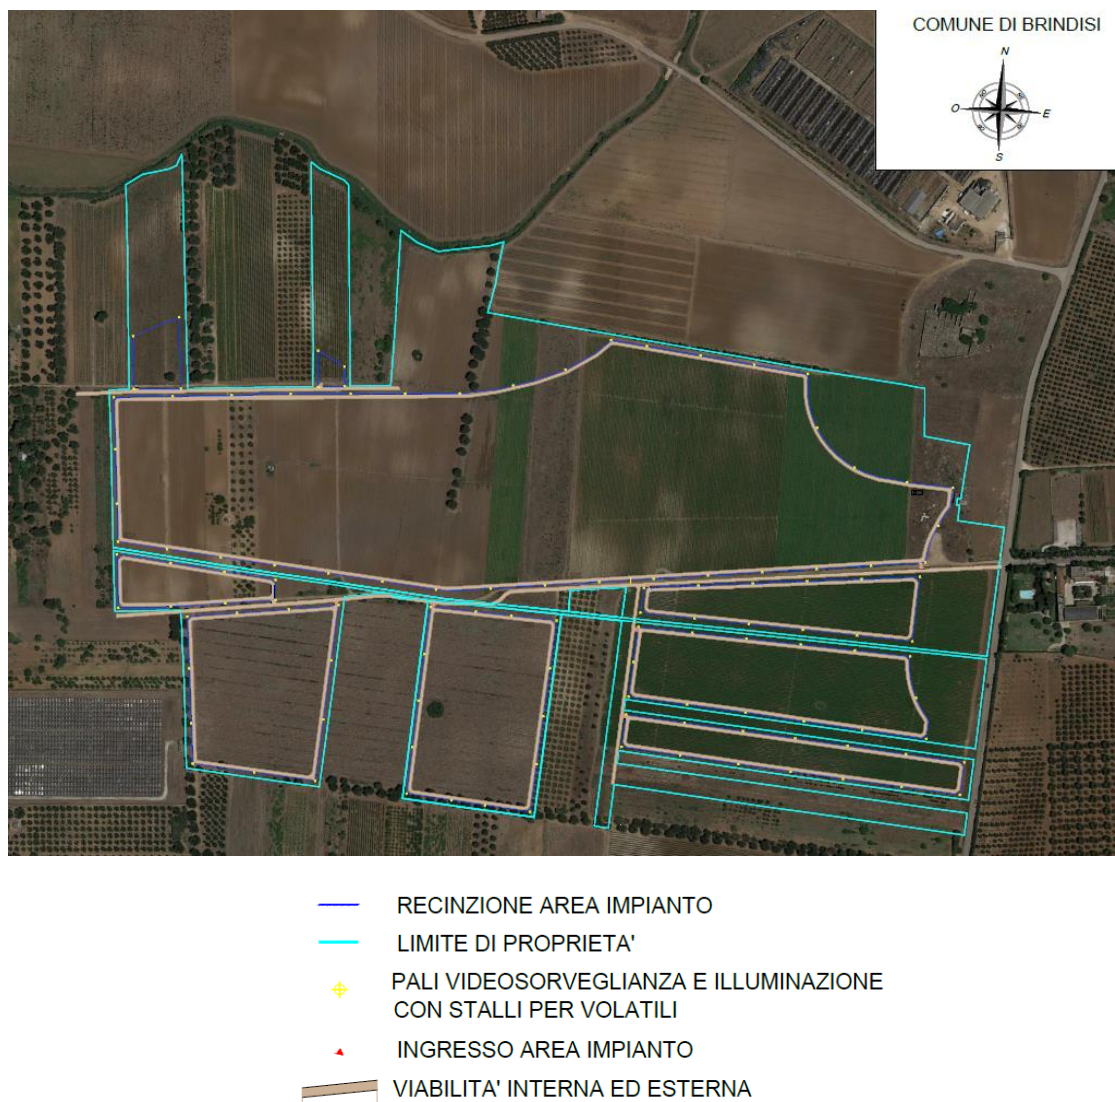 COMUNE DI BRINDISI
N
O
E
S
RECINZIONE AREA IMPIANTO
LIMITE DI PROPRIETA'
PALI VIDEOSORVEGLIANZA E ILLUMINAZIONE
CON STALLI PER VOLATILI
INGRESSO AREA IMPIANTO
VIABILITA' INTERNA ED ESTERNA